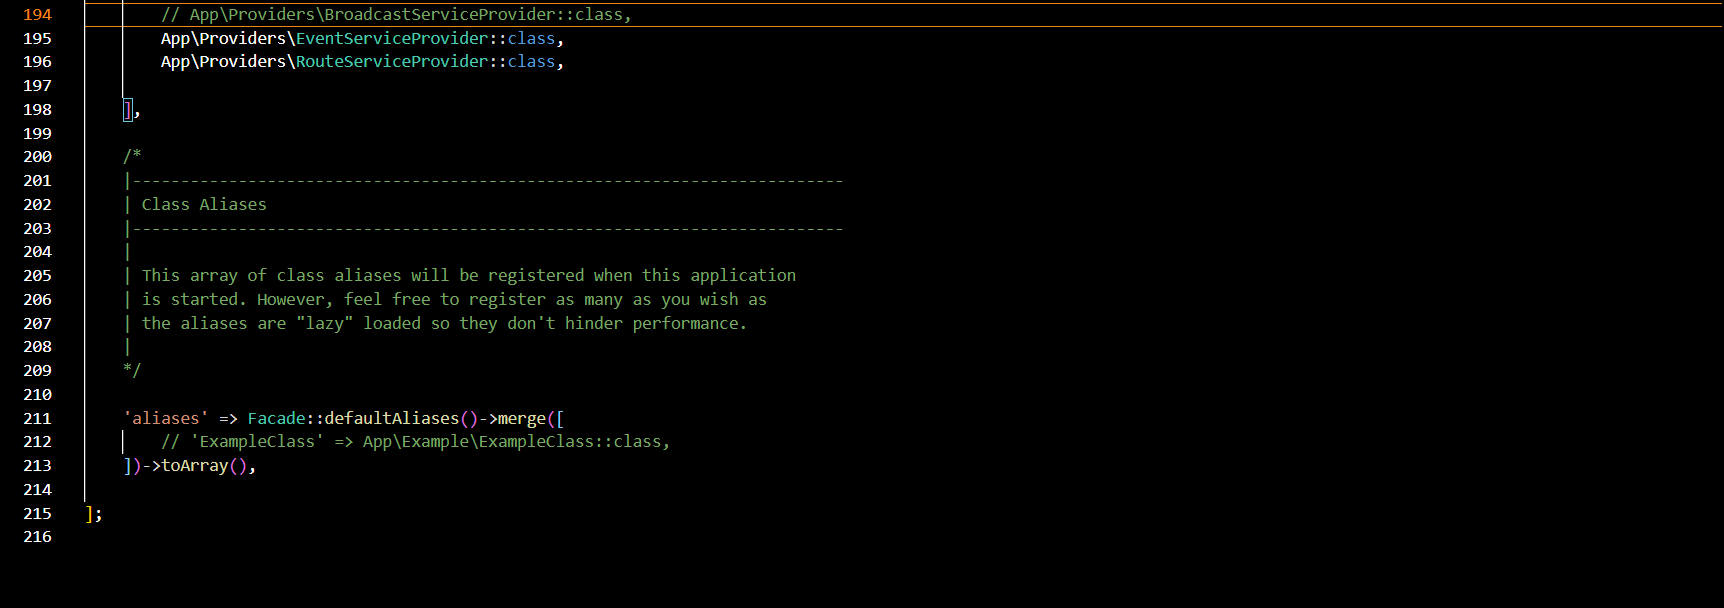 194 // App\Providers\BroadcastServiceProvider::class,
195 App\Providers\EventServiceProvider::class,
196 App\Providers\RouteServiceProvider::class,
197
198 ],
199
200 /*
201 |--------------------------------------------------------------------------
202 | Class Aliases
203 |--------------------------------------------------------------------------
204 |
205 | This array of class aliases will be registered when this application
206 | is started. However, feel free to register as many as you wish as
207 | the aliases are "lazy" loaded so they don't hinder performance.
208 |
209 */
210
211 'aliases' => Facade::defaultAliases()->merge([
212 // 'ExampleClass' => App\Example\ExampleClass::class,
213 ])->toArray(),
214
215 ];
216